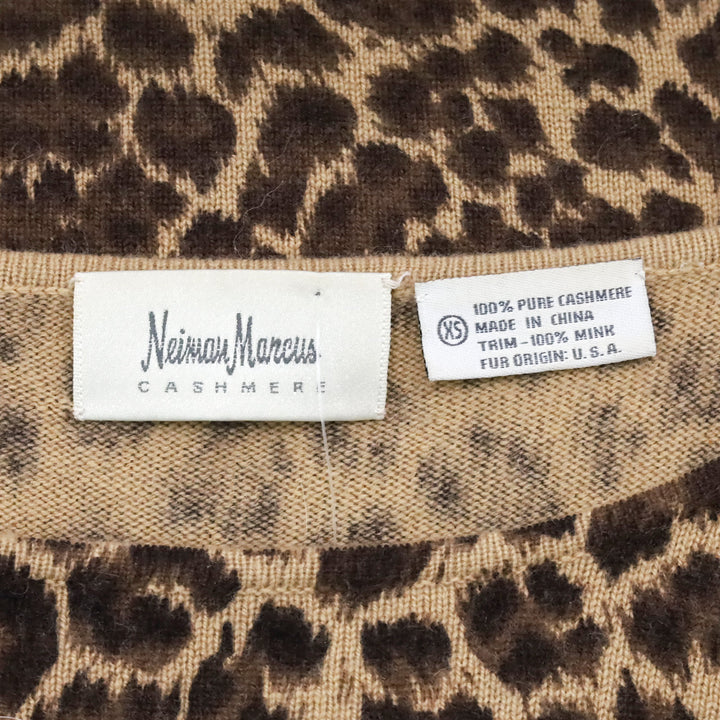 Neiman Marcus
CASHMERE
XS
100% PURE CASHMERE
MADE IN CHINA
TRIM-100% MINK
FUR ORIGIN: U.S.A.